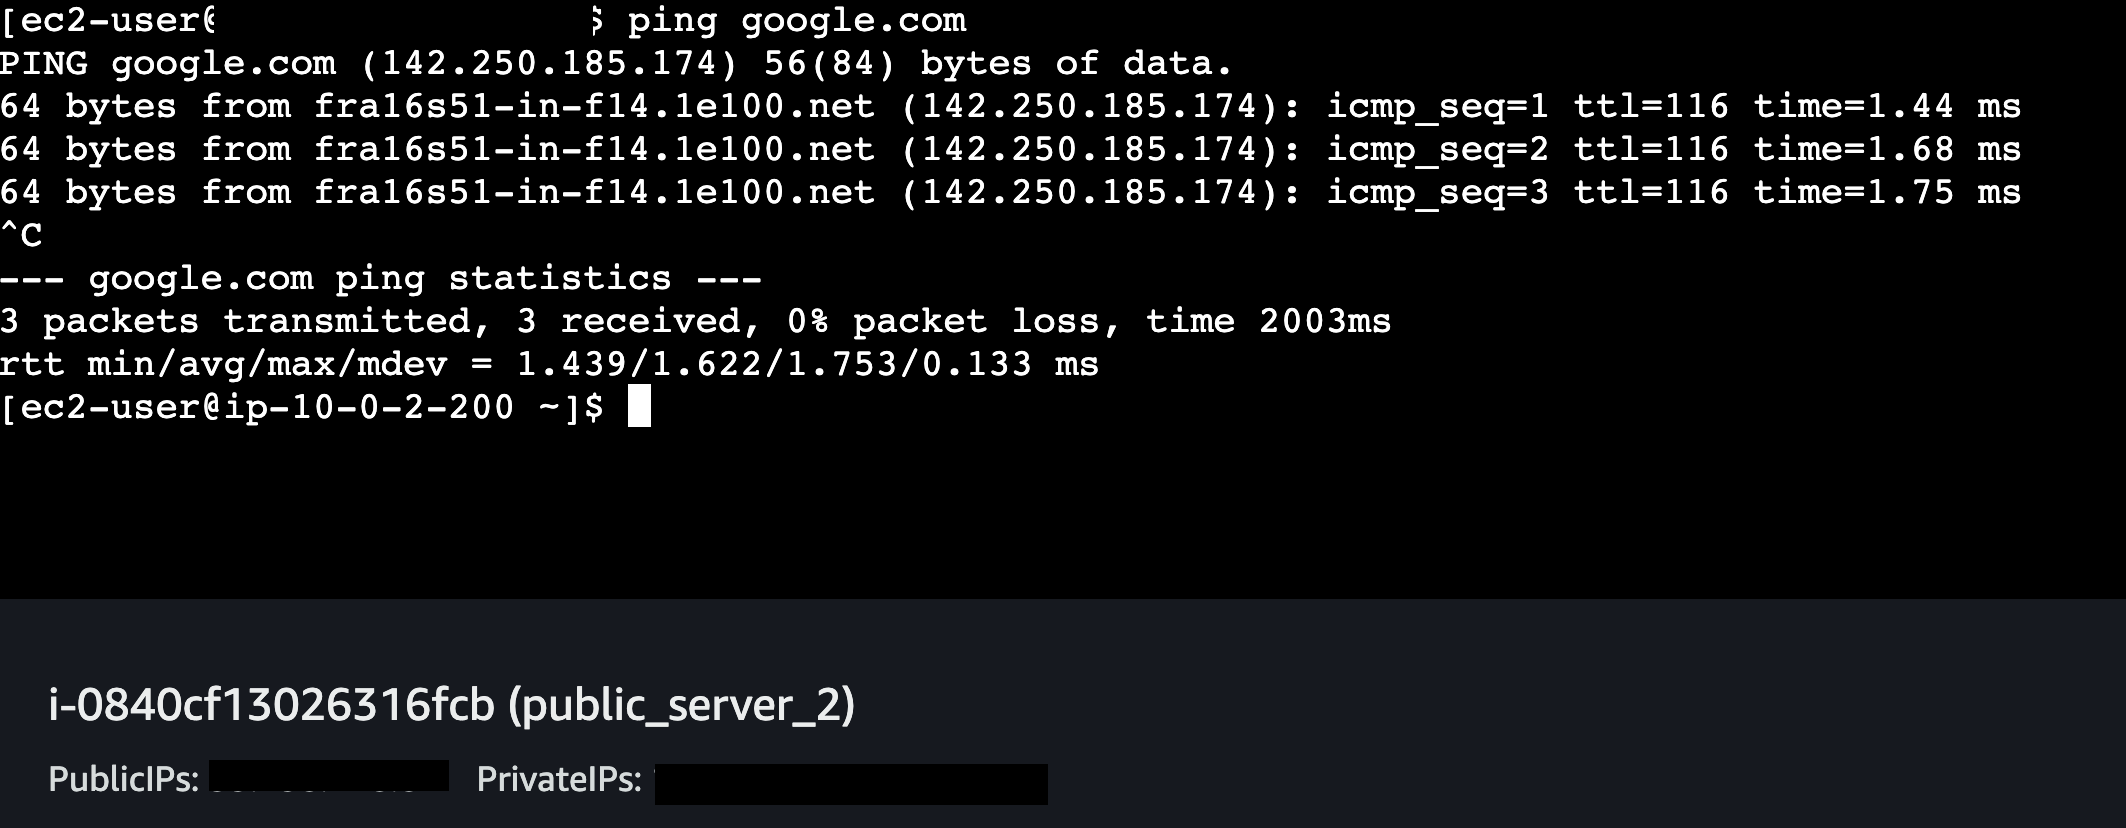 [ec2-user@ $ ping google.com
PING google.com (142.250.185.174) 56(84) bytes of data.
64 bytes from fra16s51-in-f14.1e100.net (142.250.185.174): icmp_seq=1 ttl=116 time=1.44 ms
64 bytes from fra16s51-in-f14.1e100.net (142.250.185.174): icmp_seq=2 ttl=116 time=1.68 ms
64 bytes from fra16s51-in-f14.1e100.net (142.250.185.174): icmp_seq=3 ttl=116 time=1.75 ms
^C
--- google.com ping statistics ---
3 packets transmitted, 3 received, 0% packet loss, time 2003ms
rtt min/avg/max/mdev = 1.439/1.622/1.753/0.133 ms
[ec2-user@ip-10-0-2-200 ~]$
i-0840cf13026316fcb (public_server_2)
PublicIPs: PrivateIPs: